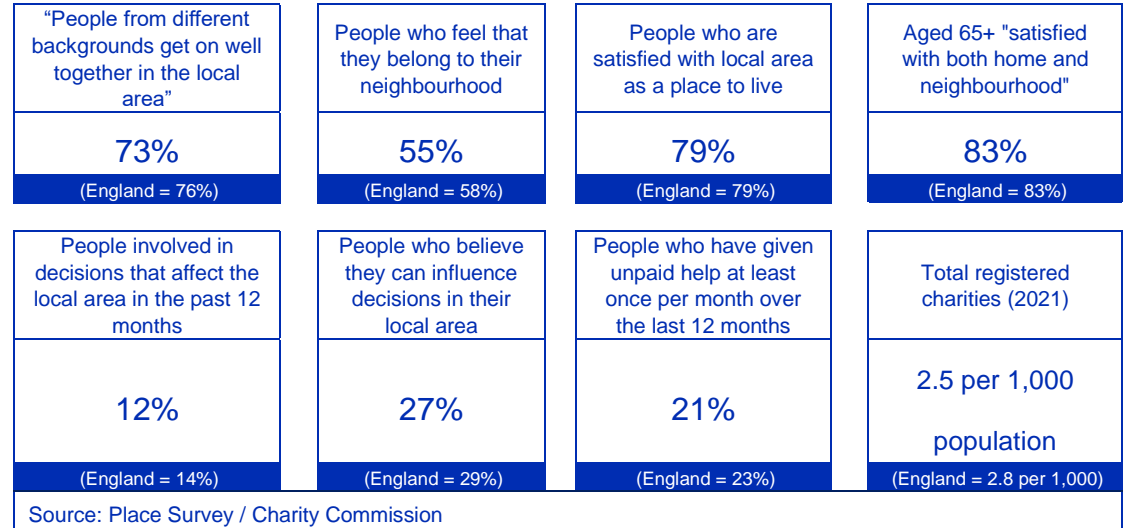 “People from different
backgrounds get on well
together in the local
area”
73%
(England = 76%)
People who feel that
they belong to their
neighbourhood
55%
(England = 58%)
People who are
satisfied with local area
as a place to live
79%
(England = 79%)
Aged 65+ "satisfied
with both home and
neighbourhood"
83%
(England = 83%)
People involved in
decisions that affect the
local area in the past 12
months
12%
(England = 14%)
People who believe
they can influence
decisions in their
local area
27%
(England = 29%)
People who have given
unpaid help at least
once per month over
the last 12 months
21%
(England = 23%)
Total registered
charities (2021)
2.5 per 1,000
population
(England = 2.8 per 1,000)
Source: Place Survey / Charity Commission